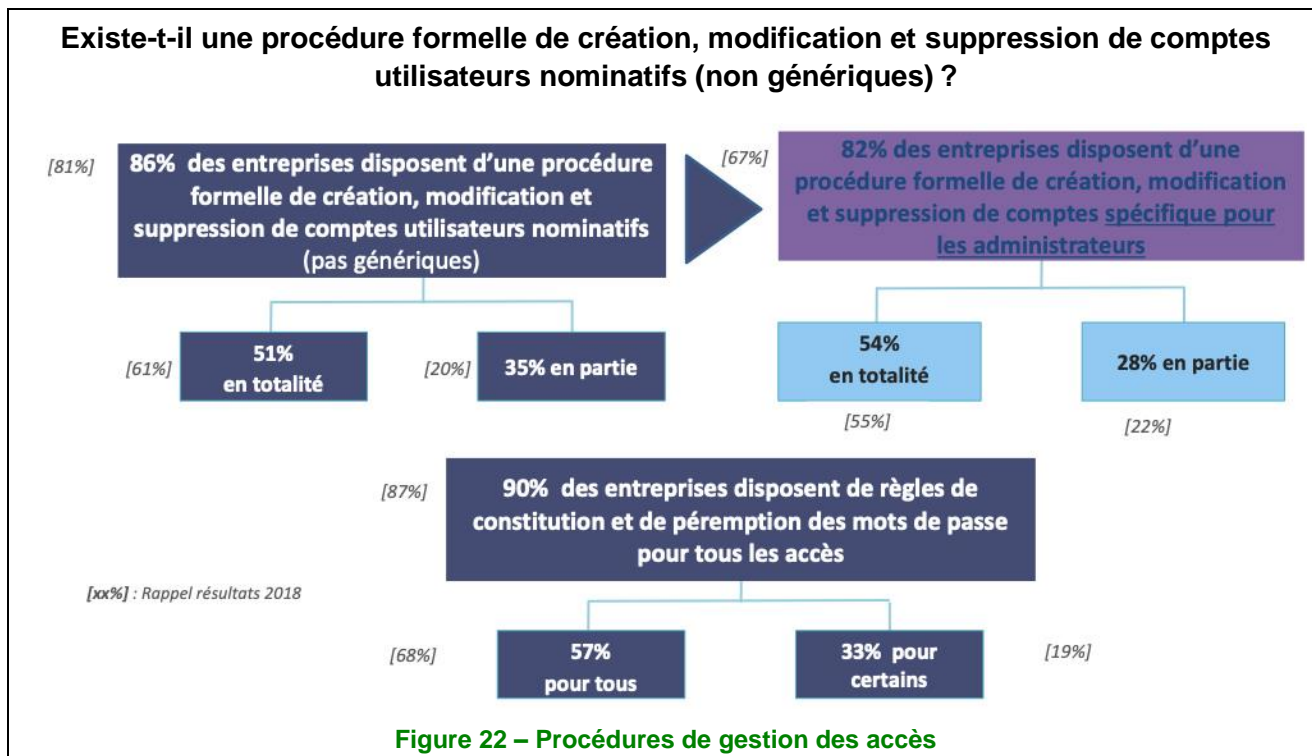 Existe-t-il une procédure formelle de création, modification et suppression de comptes
utilisateurs nominatifs (non génériques) ?
[81%]
86% des entreprises disposent d'une procédure
formelle de création, modification et
suppression de comptes utilisateurs nominatifs
(pas génériques)
[67%]
82% des entreprises disposent d'une
procédure formelle de création, modification
et suppression de comptes spécifique pour
les administrateurs
[61%]
51%
en totalité
[20%]
35% en partie
54%
en totalité
28% en partie
[55%]
[22%]
[87%]
90% des entreprises disposent de règles de
constitution et de péremption des mots de passe
pour tous les accès
[xx%] : Rappel résultats 2018
[68%]
57%
pour tous
33% pour
certains
[19%]
Figure 22 – Procédures de gestion des accès